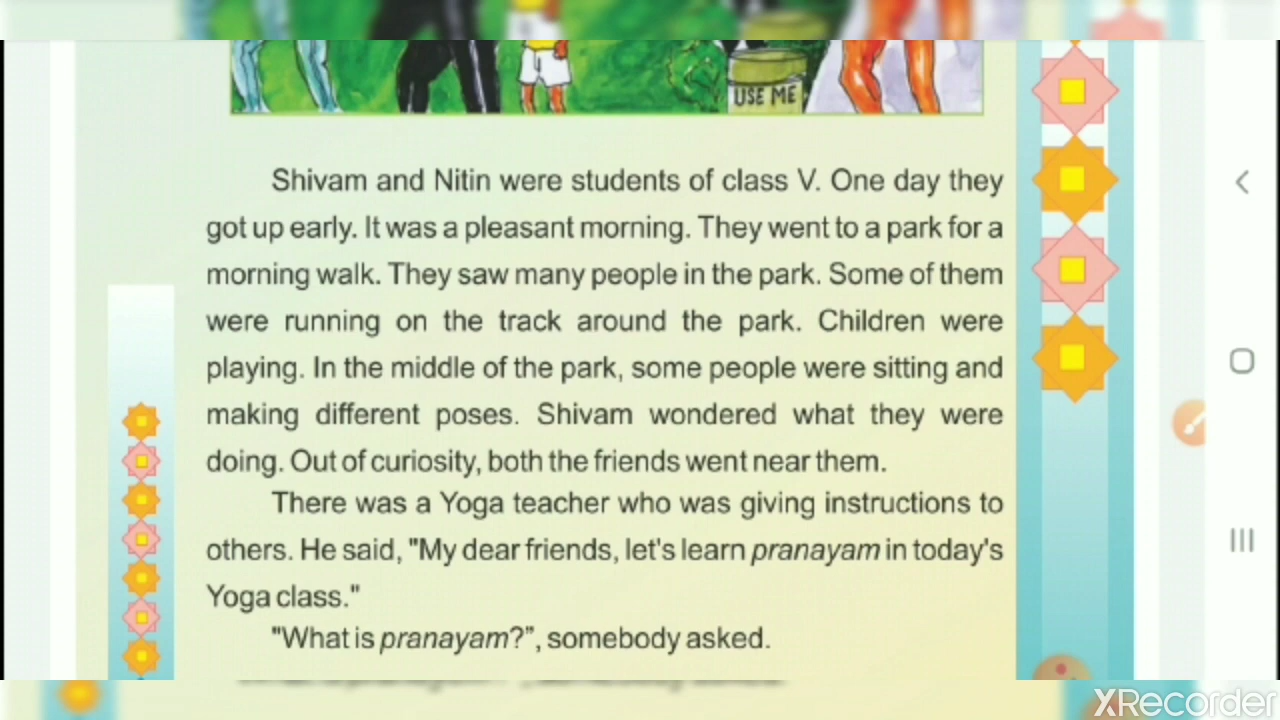 USE ME
Shivam and Nitin were students of class V. One day they
got up early. It was a pleasant morning. They went to a park for a
morning walk. They saw many people in the park. Some of them
were running on the track around the park. Children were
playing. In the middle of the park, some people were sitting and
making different poses. Shivam wondered what they were
doing. Out of curiosity, both the friends went near them.
There was a Yoga teacher who was giving instructions to
others. He said, "My dear friends, let's learn pranayam in today's
Yoga class."
"What is pranayam?”, somebody asked.
XRecorder